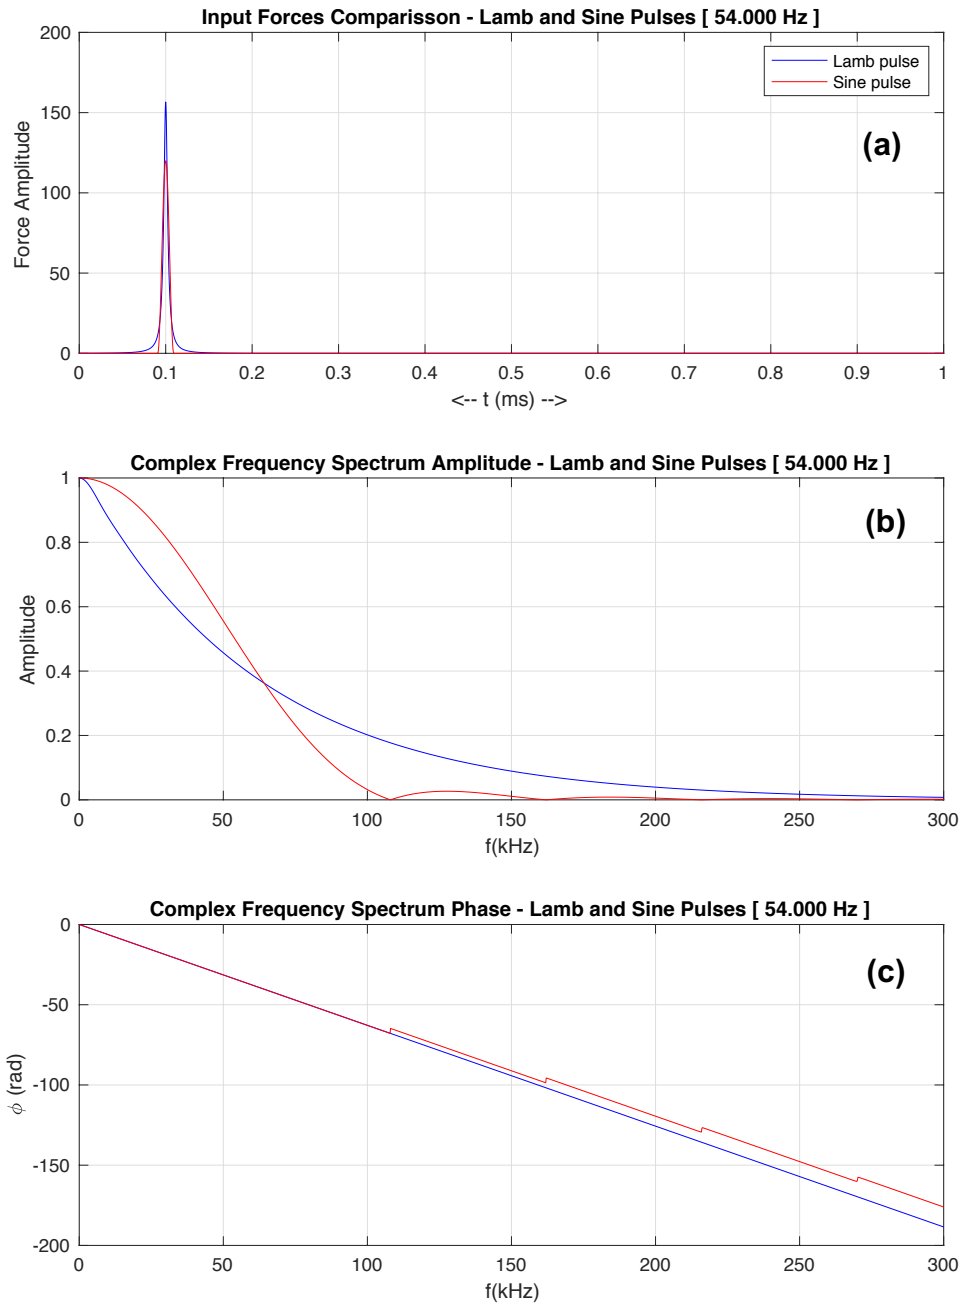 Input Forces Comparisson - Lamb and Sine Pulses [ 54.000 Hz ]
200
150
100
50
0
Force Amplitude
Lamb pulse
Sine pulse
(a)
0 0.1 0.2 0.3 0.4 0.5 0.6 0.7 0.8 0.9 1
<-- t (ms) -->
Complex Frequency Spectrum Amplitude - Lamb and Sine Pulses [ 54.000 Hz ]
1
0.8
0.6
0.4
0.2
0
Amplitude
(b)
0 50 100 150 200 250 300
f(kHz)
Complex Frequency Spectrum Phase - Lamb and Sine Pulses [ 54.000 Hz ]
0
-50
-100
-150
-200
ϕ (rad)
(c)
0 50 100 150 200 250 300
f(kHz)